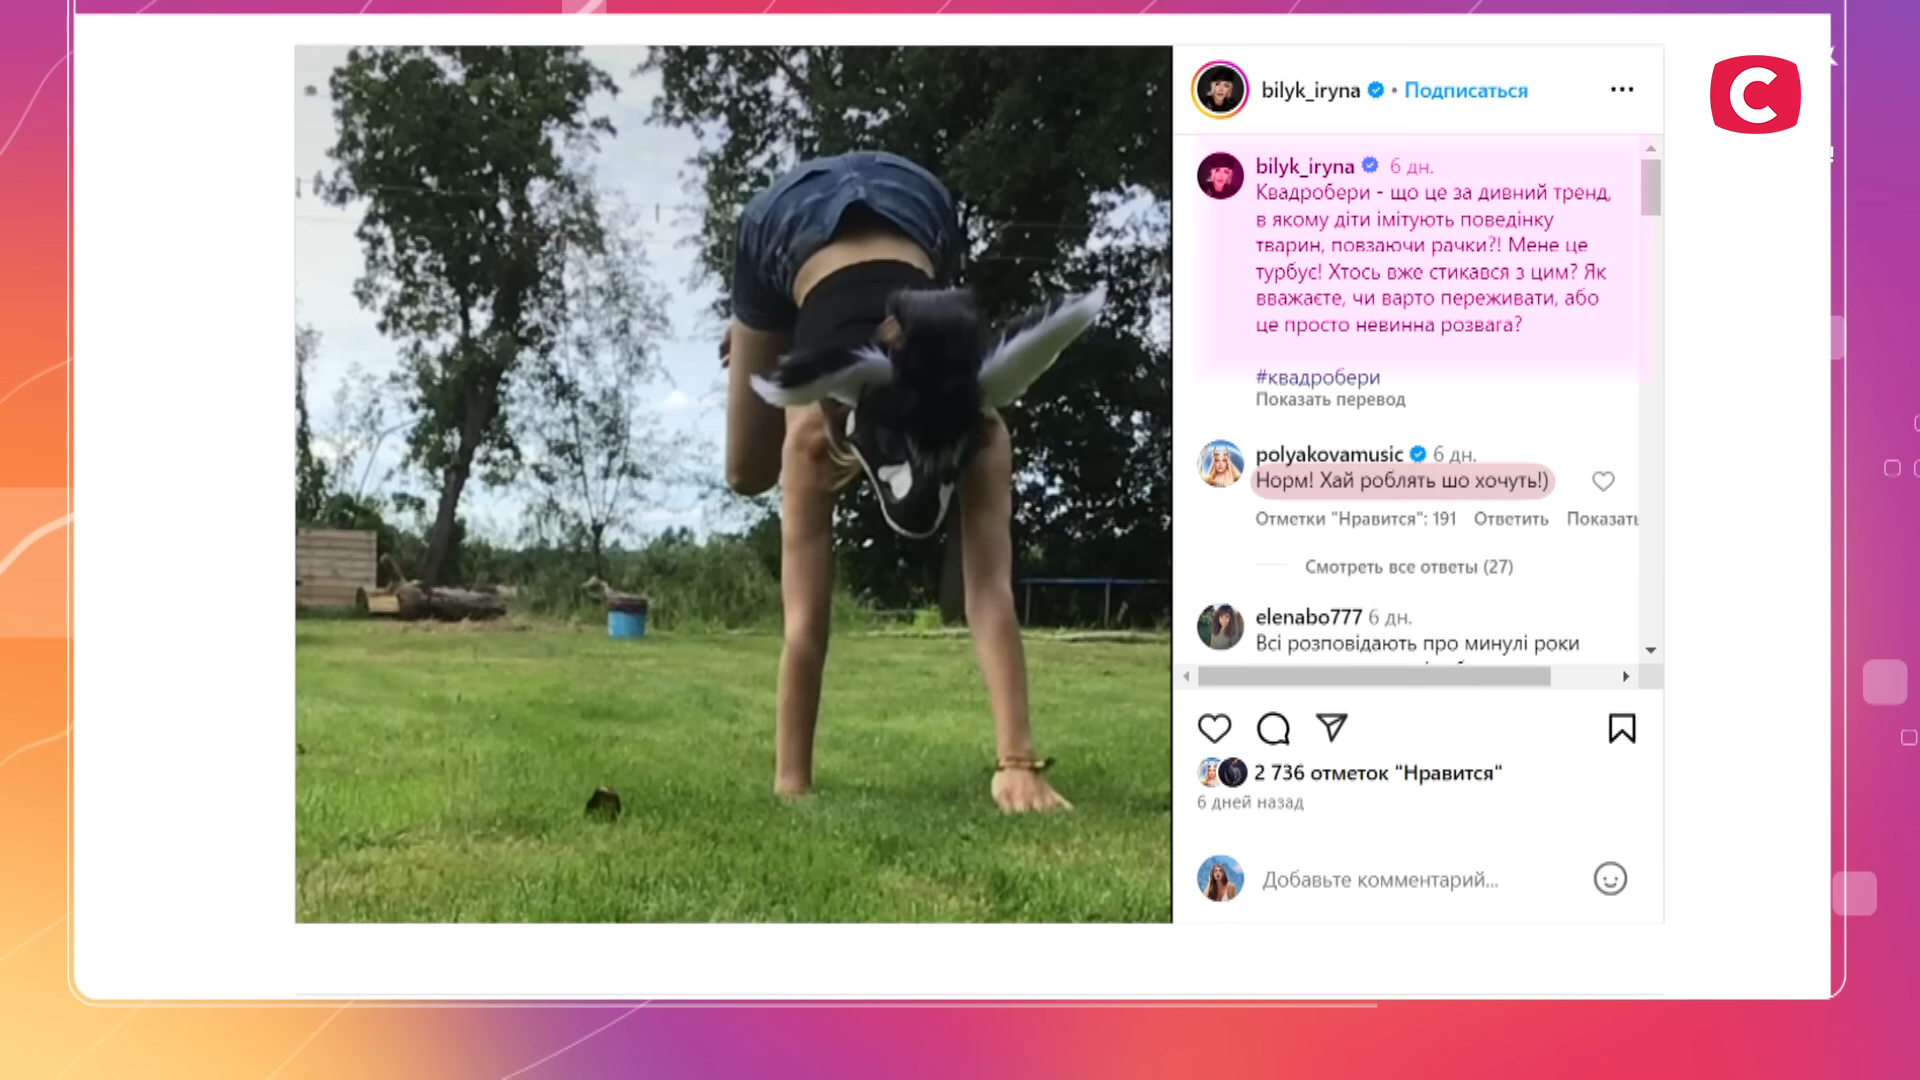 bilyk_iryna • Подписаться
C
bilyk_iryna 6 дн.
Квадробери - що це за дивний тренд,
в якому діти імітують поведінку
тварин, повзаючи рачки?! Мене це
турбує! Хтось вже стикався з цим? Як
вважаєте, чи варто переживати, або
це просто невинна розвага?
#квадробери
Показать перевод
polyakovamusic 6 дн.
Норм! Хай роблять шо хочуть!)
Отметки "Нравится": 191 Ответить Показать
Смотреть все ответы (27)
elenabo777 6 дн.
Всі розповідають про минулі роки
2 736 отметок "Нравится"
6 дней назад
Добавьте комментарий...